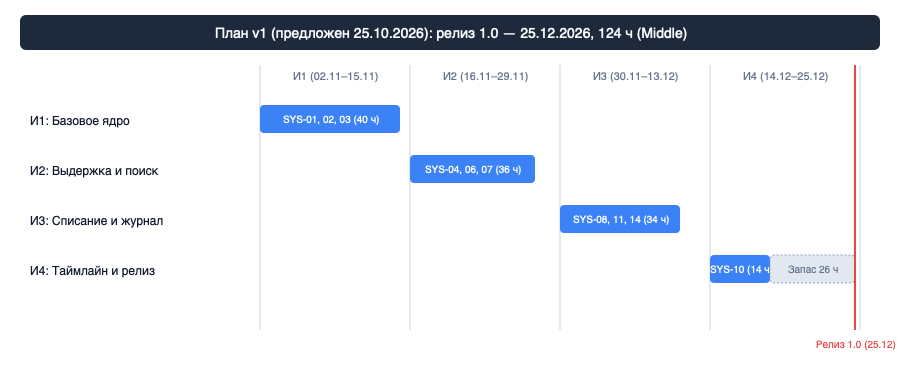 План v1 (предложен 25.10.2026): релиз 1.0 — 25.12.2026, 124 ч (Middle)
И1 (02.11–15.11)
И2 (16.11–29.11)
И3 (30.11–13.12)
И4 (14.12–25.12)
И1: Базовое ядро
SYS-01, 02, 03 (40 ч)
И2: Выдержка и поиск
SYS-04, 06, 07 (36 ч)
И3: Списание и журнал
SYS-08, 11, 14 (34 ч)
И4: Таймлайн и релиз
SYS-10 (14 ч
Запас 26 ч
Релиз 1.0 (25.12)